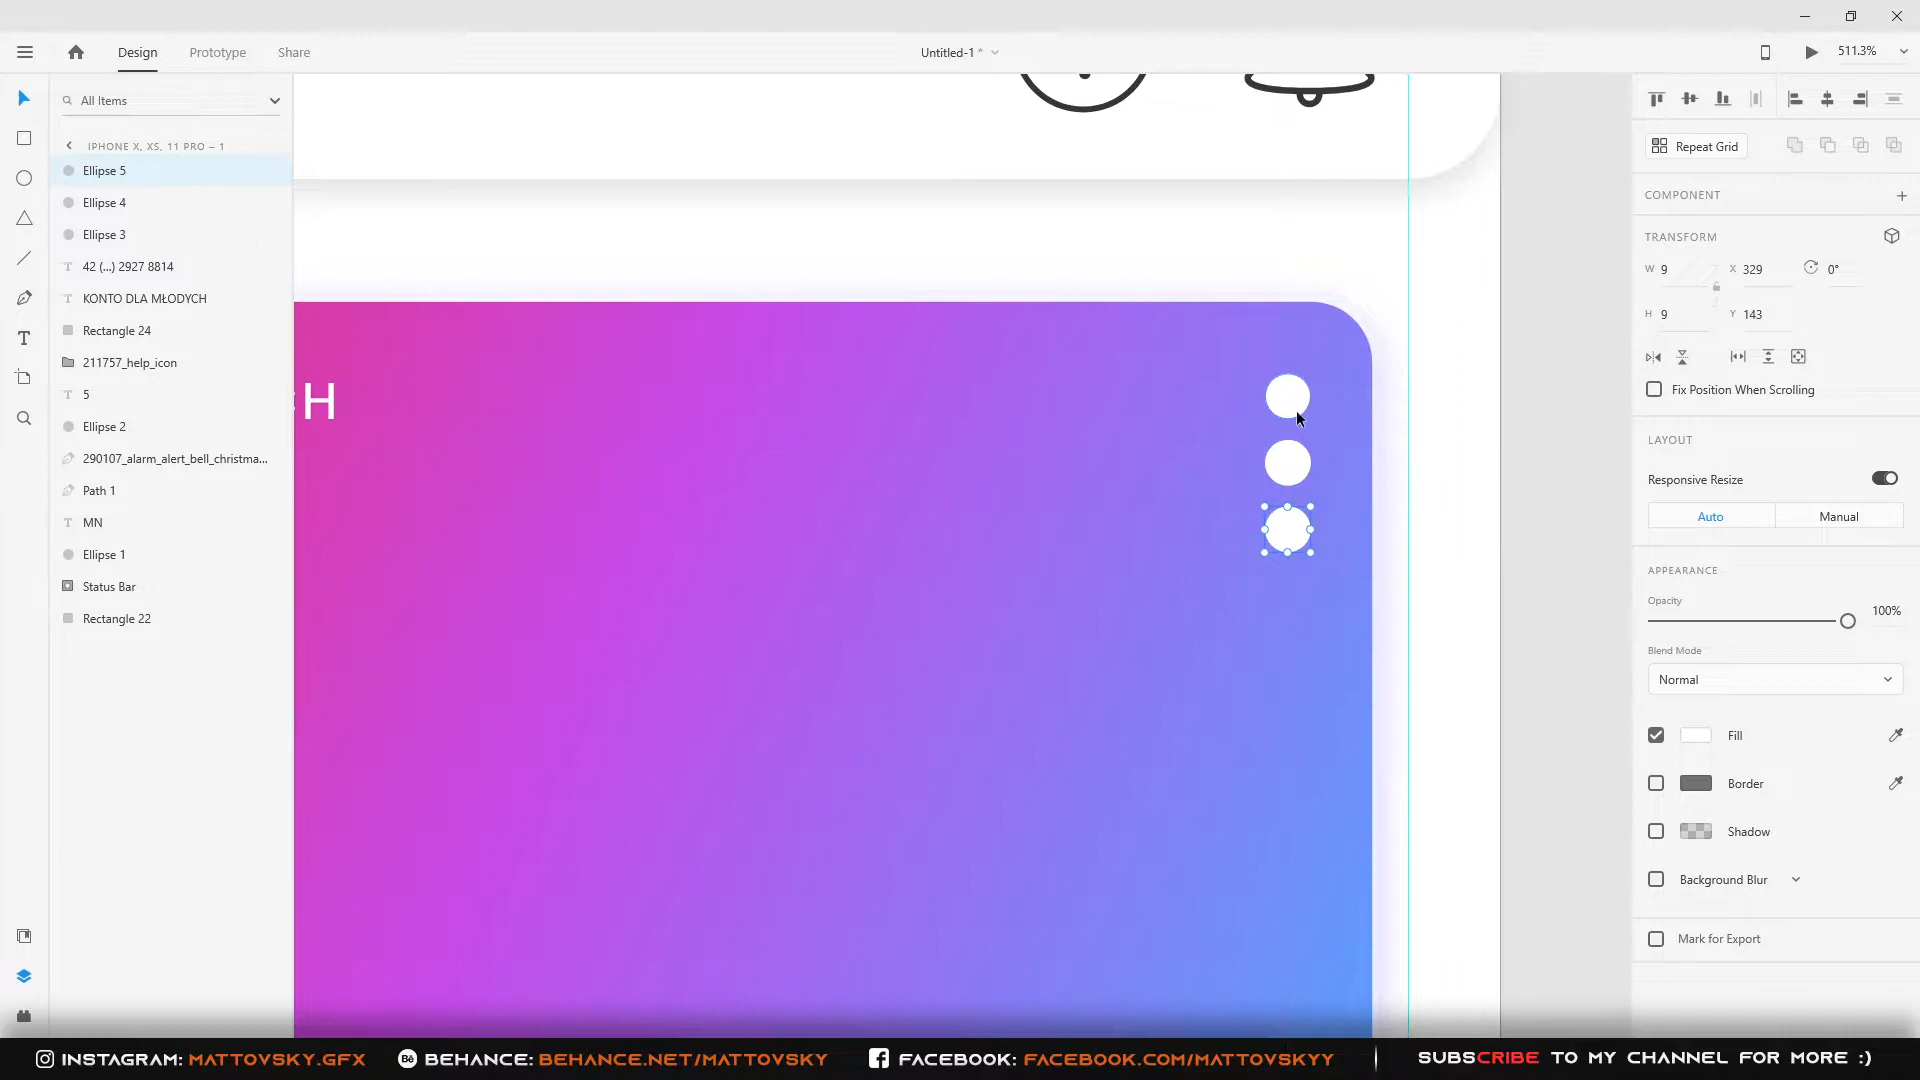 Design Prototype Share
Untitled-1 *
511.3%
All Items
IPHONE X, XS, 11 PRO – 1
Ellipse 5
Ellipse 4
Ellipse 3
42 (...) 2927 8814
KONTO DLA MŁODYCH
Rectangle 24
211757_help_icon
5
Ellipse 2
290107_alarm_alert_bell_christma...
Path 1
MN
Ellipse 1
Status Bar
Rectangle 22
H
Repeat Grid
COMPONENT
TRANSFORM
W 9 X 329 0°
H 9 Y 143
Fix Position When Scrolling
LAYOUT
Responsive Resize
Auto Manual
APPEARANCE
Opacity
100%
Blend Mode
Normal
Fill
Border
Shadow
Background Blur
Mark for Export
INSTAGRAM: MATTOVSKY.GFX BEHANCE: BEHANCE.NET/MATTOVSKY FACEBOOK: FACEBOOK.COM/MATTOVSKYY SUBSCRIBE TO MY CHANNEL FOR MORE :)